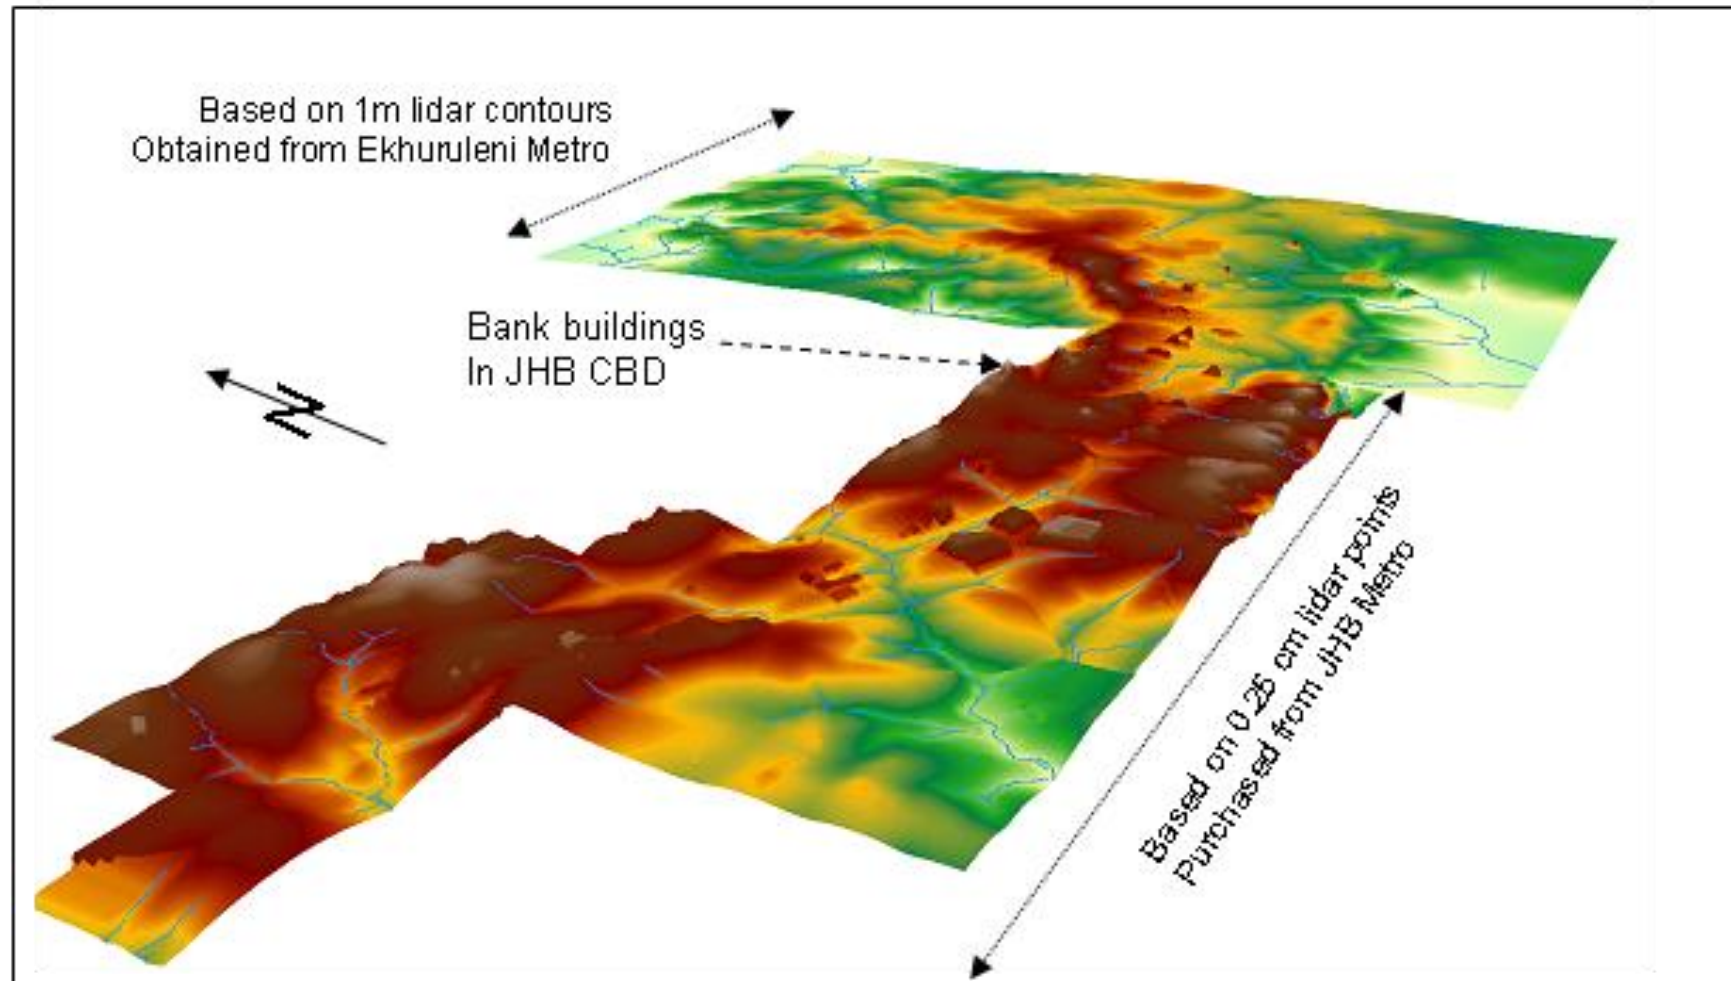 Based on 1m lidar contours
Obtained from Ekhuruleni Metro
Bank buildings
In JHB CBD
N
Based on 0.25 cm lidar points
Purchased from JHB Metro